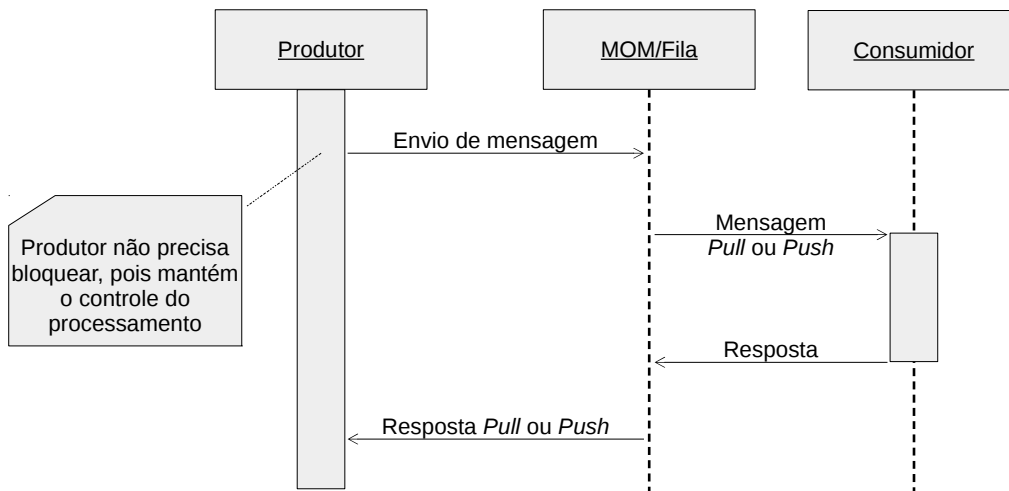 Produtor
MOM/Fila
Consumidor
Envio de mensagem
Produtor não precisa
bloquear, pois mantém
o controle do
processamento
Mensagem
Pull ou Push
Resposta
Resposta Pull ou Push